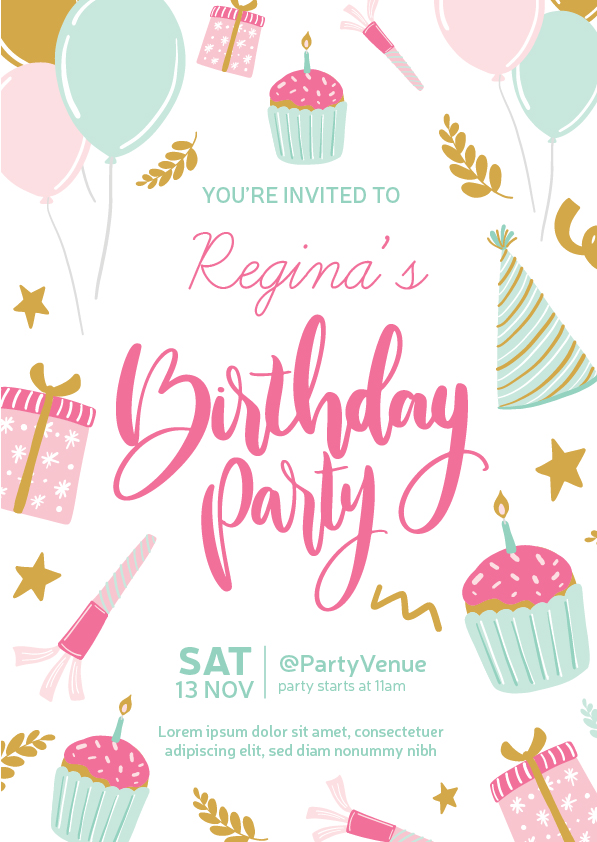 YOU'RE INVITED TO
Regina's
Birthday
party
SAT
13 NOV
@PartyVenue
party starts at 11am
Lorem ipsum dolor sit amet, consectetuer
adipiscing elit, sed diam nonummy nibh